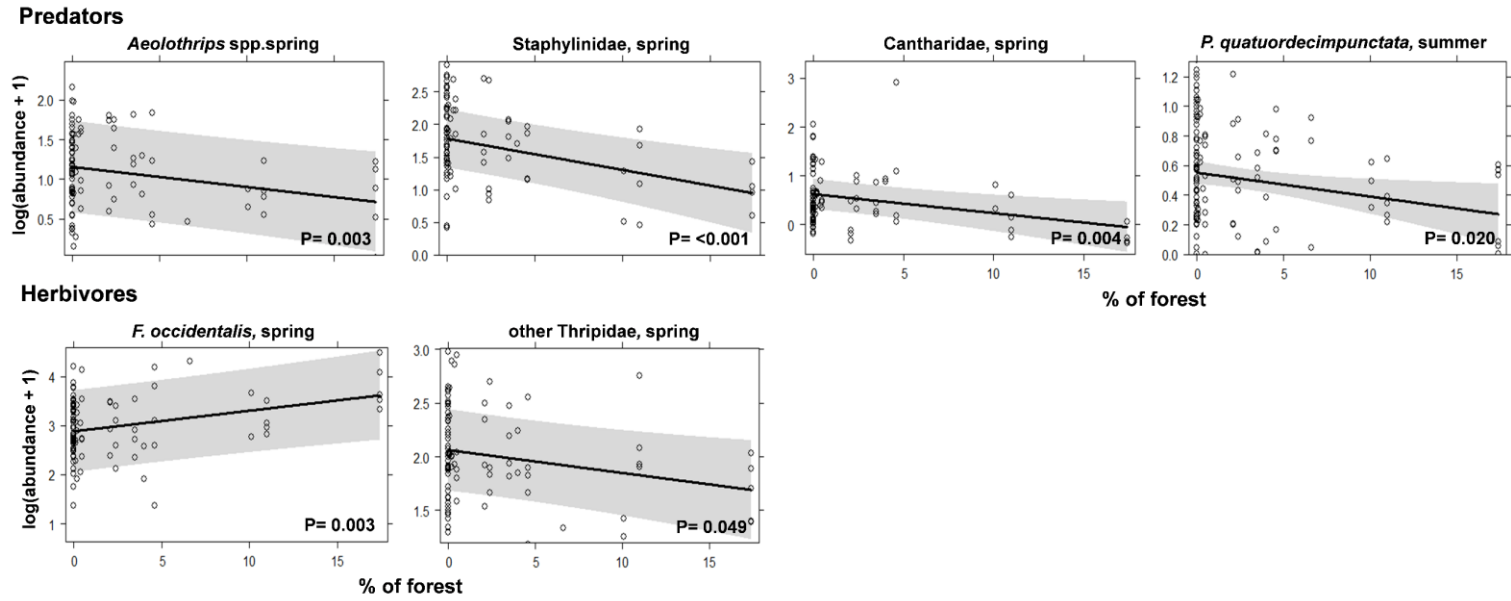 Predators
Aeolothrips spp.spring
Staphylinidae, spring
Cantharidae, spring
P. quatuordecimpunctata, summer
log(abundance + 1)
2.0
1.5
1.0
0.5
P= 0.003
2.5
2.0
1.5
1.0
0.5
0.0
P= <0.001
3
2
1
0
P= 0.004
0 5 10 15
1.2
1.0
0.8
0.6
0.4
0.2
0.0
P= 0.020
0 5 10 15
% of forest
Herbivores
F. occidentalis, spring
other Thripidae, spring
log(abundance + 1)
4
3
2
1
P= 0.003
0 5 10 15
3.0
2.5
2.0
1.5
P= 0.049
0 5 10 15
% of forest